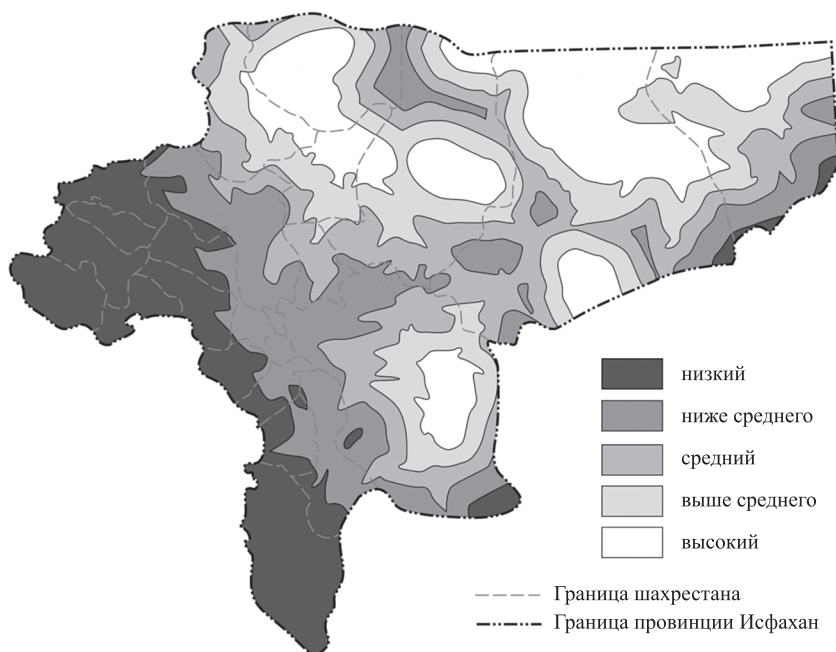 низкий
ниже среднего
средний
выше среднего
высокий
Граница шахрестана
Граница провинции Исфахан